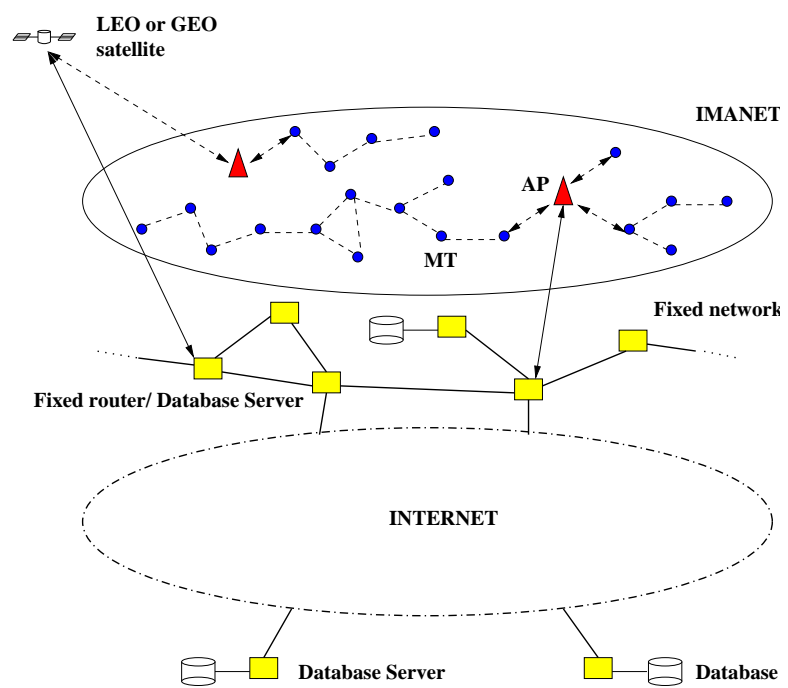 LEO or GEO
satellite
IMANET
AP
MT
Fixed network
Fixed router/ Database Server
INTERNET
Database Server
Database